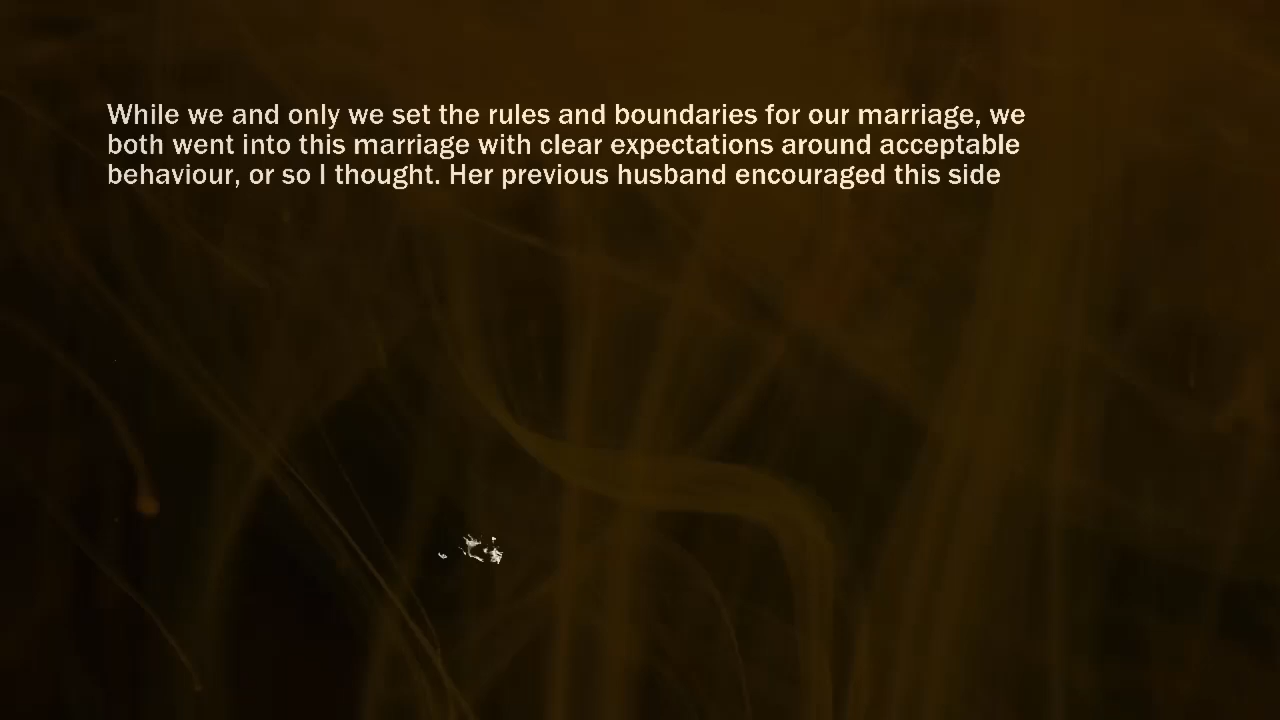 While we and only we set the rules and boundaries for our marriage, we
both went into this marriage with clear expectations around acceptable
behaviour, or so I thought. Her previous husband encouraged this side